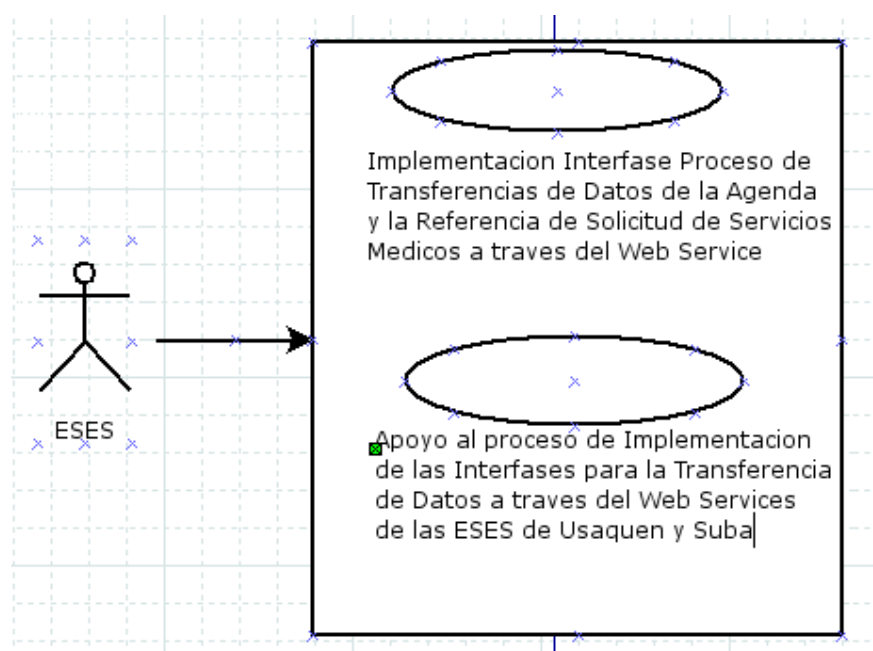 Implementacion Interfase Proceso de
Transferencias de Datos de la Agenda
y la Referencia de Solicitud de Servicios
Medicos a traves del Web Service
ESES
Apoyo al proceso de Implementacion
de las Interfases para la Transferencia
de Datos a traves del Web Services
de las ESES de Usaquen y Suba